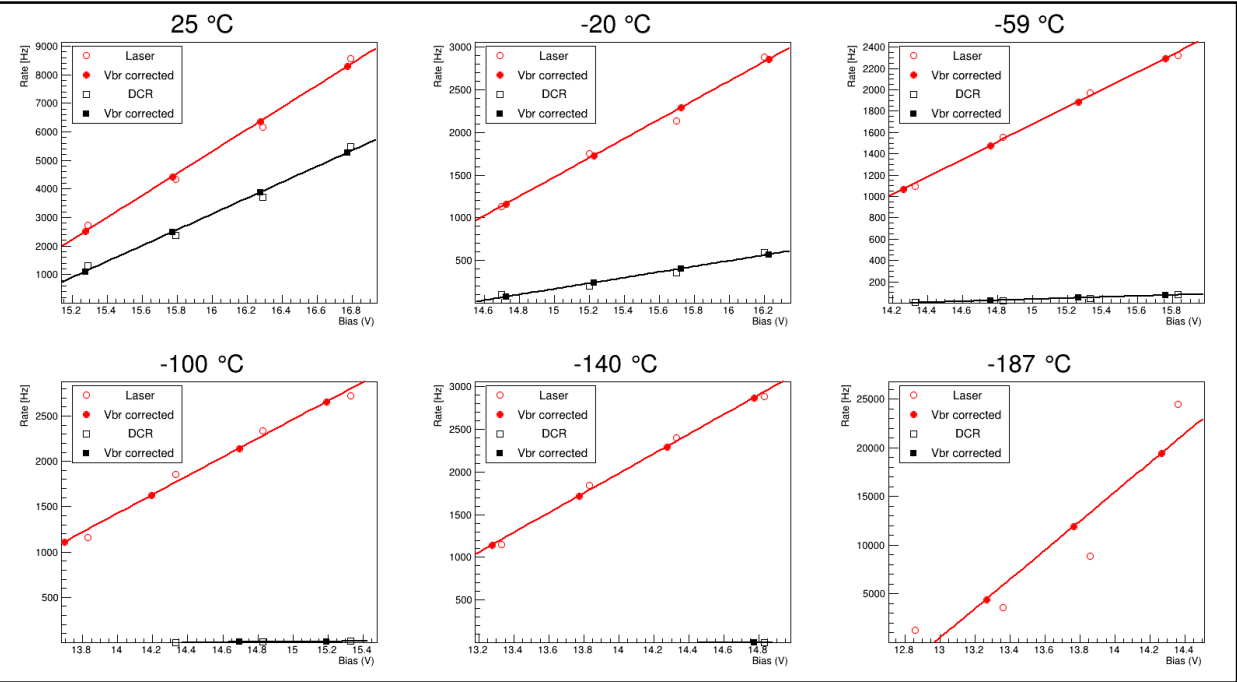 25 °C
Rate [Hz]
9000
8000
7000
6000
5000
4000
3000
2000
1000
Laser
Vbr corrected
DCR
Vbr corrected
15.2 15.4 15.6 15.8 16 16.2 16.4 16.6 16.8
Bias (V)
-20 °C
Rate [Hz]
3000
2500
2000
1500
1000
500
Laser
Vbr corrected
DCR
Vbr corrected
14.6 14.8 15 15.2 15.4 15.6 15.8 16 16.2
Bias (V)
-59 °C
Rate [Hz]
2400
2200
2000
1800
1600
1400
1200
1000
800
600
400
200
Laser
Vbr corrected
DCR
Vbr corrected
14.2 14.4 14.6 14.8 15 15.2 15.4 15.6 15.8
Bias (V)
-100 °C
Rate [Hz]
2500
2000
1500
1000
500
Laser
Vbr corrected
DCR
Vbr corrected
13.8 14 14.2 14.4 14.6 14.8 15 15.2 15.4
Bias (V)
-140 °C
Rate [Hz]
3000
2500
2000
1500
1000
500
Laser
Vbr corrected
DCR
Vbr corrected
13.2 13.4 13.6 13.8 14 14.2 14.4 14.6 14.8
Bias (V)
-187 °C
Rate [Hz]
25000
20000
15000
10000
5000
Laser
Vbr corrected
DCR
Vbr corrected
12.8 13 13.2 13.4 13.6 13.8 14 14.2 14.4
Bias (V)